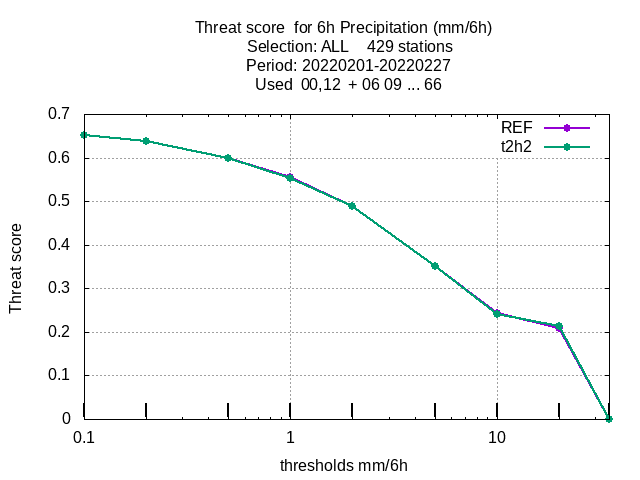 Threat score  for 6h Precipitation (mm/6h)
Selection: ALL    429 stations
Period: 20220201-20220227
Used  00,12  + 06 09 ... 66
REF
t2h2
0.7
0.6
0.5
0.4
0.3
0.2
0.1
0
Threat score
0.1
1
10
thresholds mm/6h